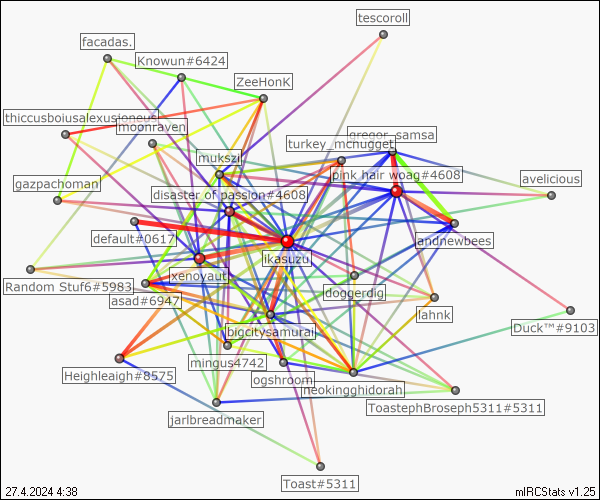 tescoroll
facadas.
Knowun#6424
ZeeHonK
thiccusboiusalexusioneusi
moonraven
gregor_samsa
turkey_mcnugget
mukszi
pink hair woag#4608
avelicious
gazpachoman
disaster of passion#4608
default#0617
andnewbees
Ikasuzu
xenoyaut
Random Stuf6#5983
doggerdig
asad#6947
lahnk
bigcitysamurai
Duck™#9103
mingus4742
Heighleigh#8575
ogshroom
neokingghidorah
ToastephBroseph5311#5311
jarlbreadmaker
Toast#5311
27.4.2024 4:38
mIRCStats v1.25